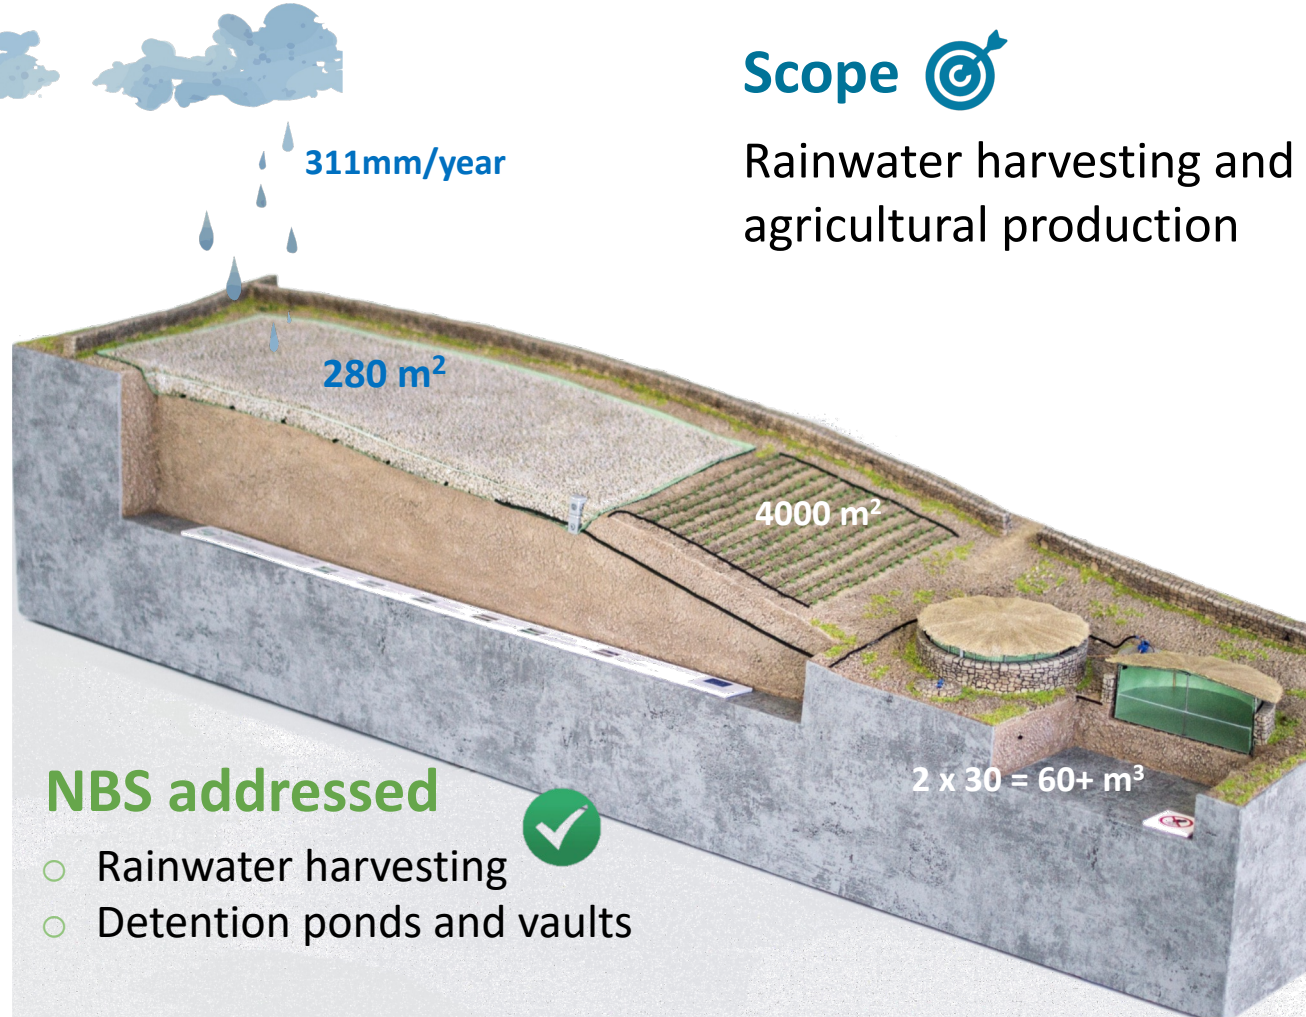 Scope
Rainwater harvesting and
agricultural production
311mm/year
280 m²
4000 m²
2 x 30 = 60+ m³
NBS addressed
○ Rainwater harvesting
○ Detention ponds and vaults